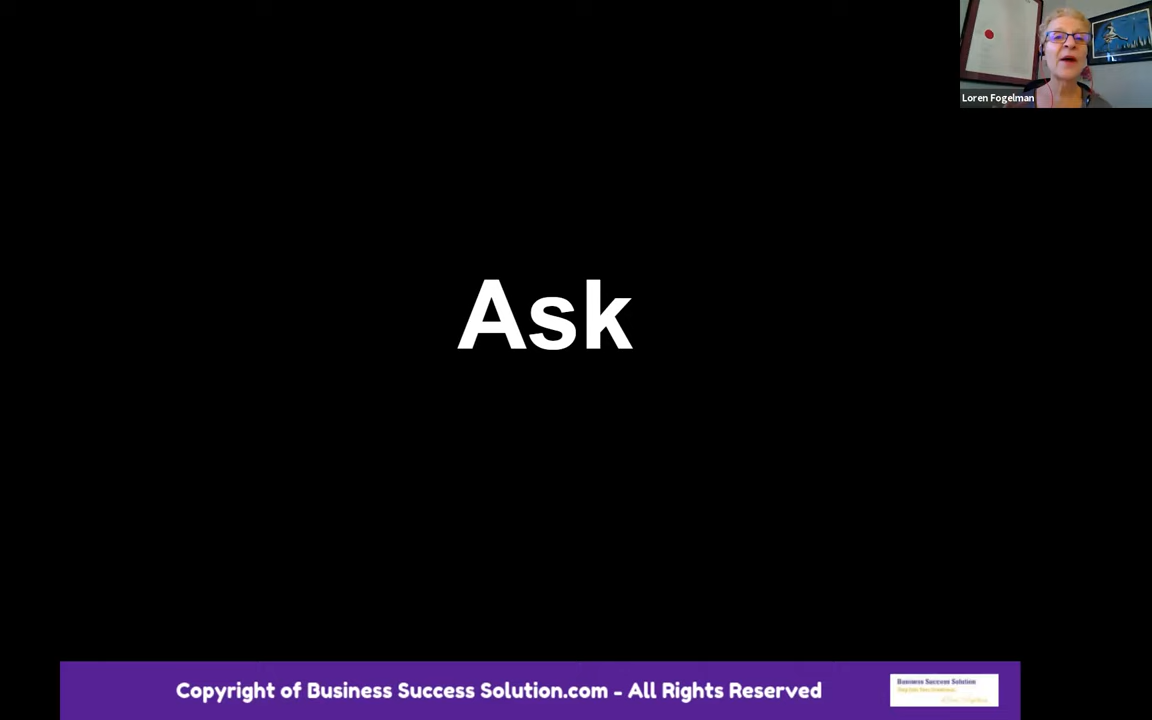 Loren Fogelman
Ask
Copyright of Business Success Solution.com - All Rights Reserved
Business Success Solution